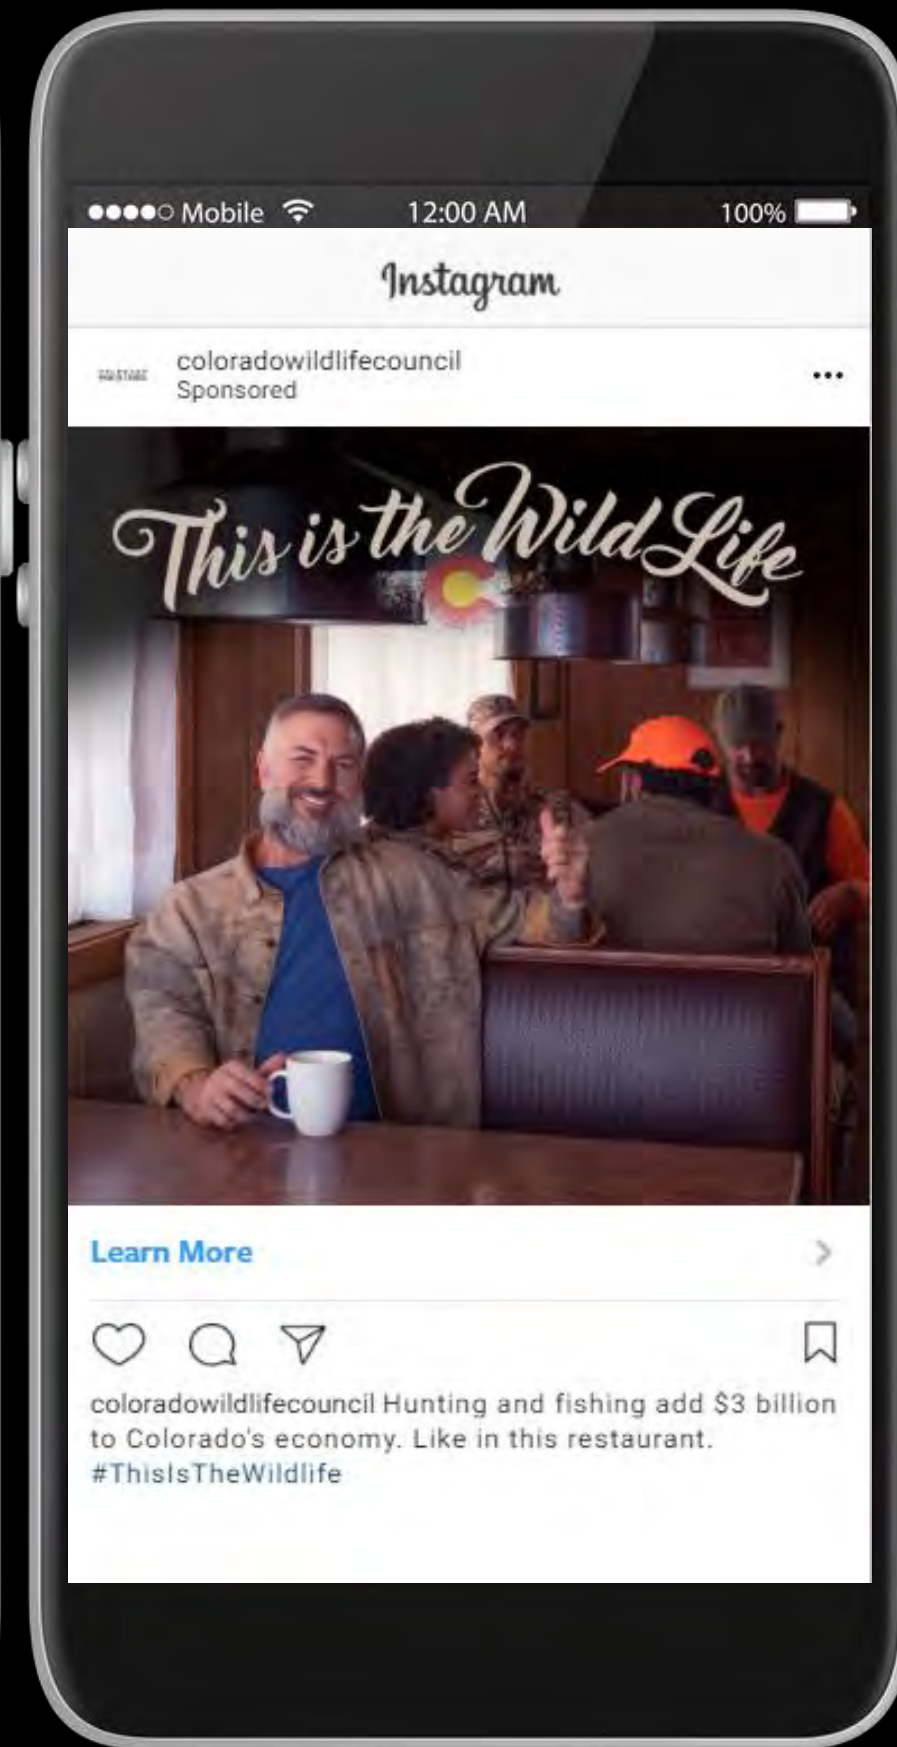 Mobile 12:00 AM 100%
Instagram
coloradowildlifecouncil
Sponsored
This is the Wild Life
Learn More
coloradowildlifecouncil Hunting and fishing add $3 billion
to Colorado's economy. Like in this restaurant.
#ThisIsTheWildlife